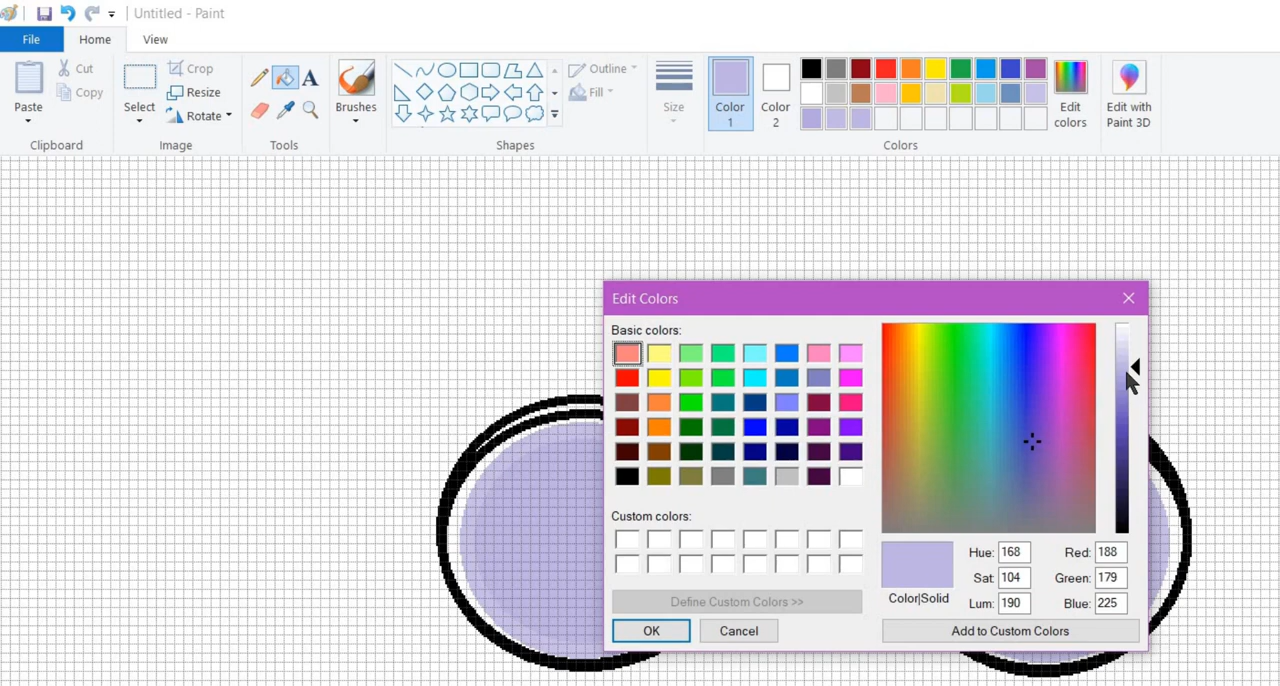 Untitled - Paint
File Home View
Paste
Cut
Copy
Clipboard
Select
Crop
Resize
Rotate
Image
A
Tools
Brushes
Outline
Fill
Shapes
Size
Color 1
Color 2
Edit colors
Colors
Edit with Paint 3D
Edit Colors
Basic colors:
Custom colors:
Define Custom Colors >>
OK Cancel
Color|Solid
Hue: 168 Red: 188
Sat: 104 Green: 179
Lum: 190 Blue: 225
Add to Custom Colors